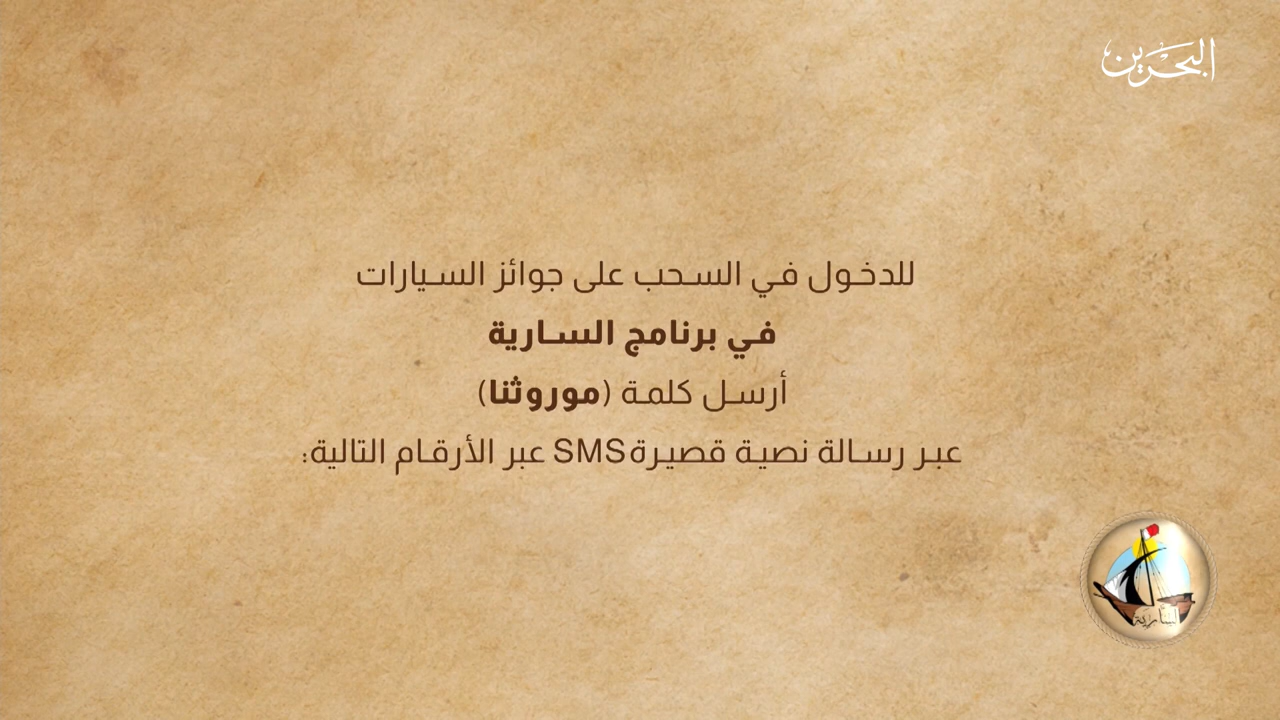 البحرين
للدخول في السحب على جوائز السيارات
في برنامج السارية
أرسل كلمة (موروثنا)
عبر رسالة نصية قصيرة SMS عبر الأرقام التالية:
السارية